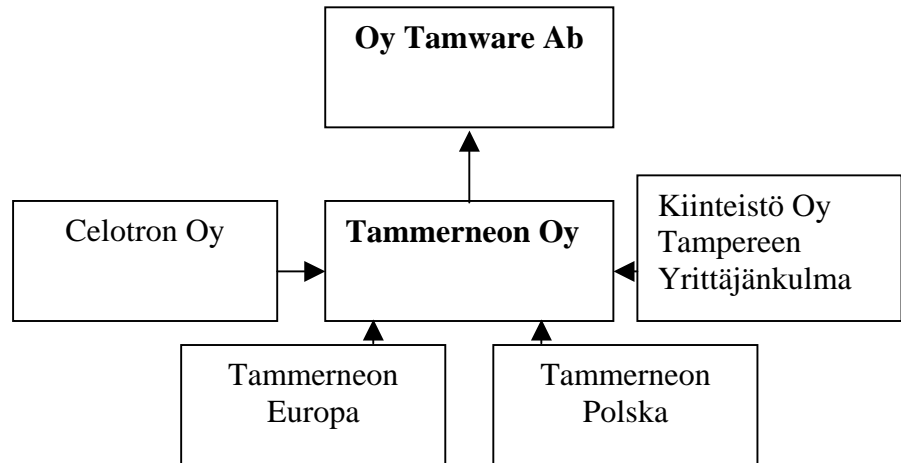 Oy Tamware Ab
Celotron Oy
Tammerneon Oy
Kiinteistö Oy
Tampereen
Yrittäjänkulma
Tammerneon
Europa
Tammerneon
Polska